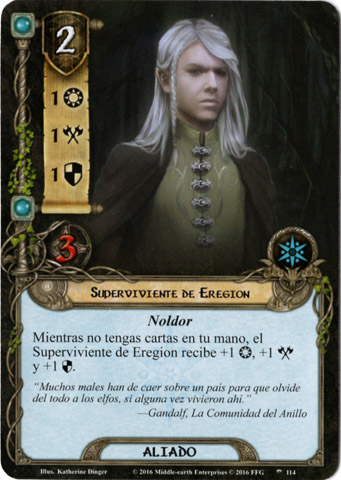 2
1
1
1
3
Superviviente de Eregion
Noldor
Mientras no tengas cartas en tu mano, el
Superviviente de Eregion recibe +1 , +1
y +1 .
“Muchos males han de caer sobre un país para que olvide
del todo a los elfos, si alguna vez vivieron ahí.”
—Gandalf, La Comunidad del Anillo
ALIADO
Illus. Katherine Dinger © 2016 Middle-earth Enterprises © 2016 FFG 114